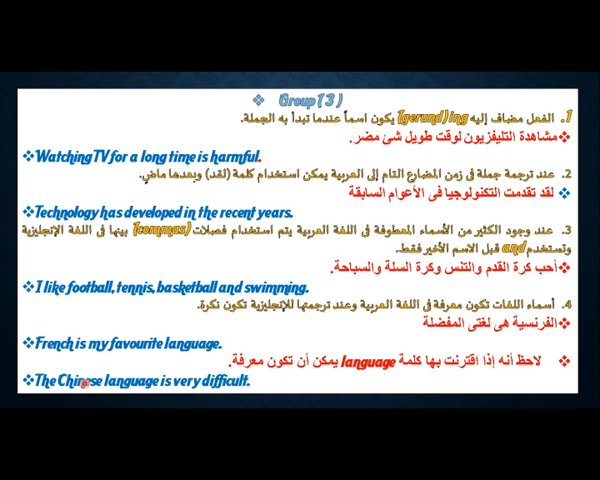 ❖ Group ( 3 )
1. الفعل مضاف إليه ing (gerund) يكون اسماً عندما تبدأ به الجملة.
❖ مشاهدة التليفزيون لوقت طويل شئ مضر.
❖ Watching TV for a long time is harmful.
2. عند ترجمة جملة في زمن المضارع التام إلى العربية يمكن استخدام كلمة (لقد) وبعدها ماضٍ.
❖ لقد تقدمت التكنولوجيا فى الأعوام السابقة
❖ Technology has developed in the recent years.
3. عند وجود الكثير من الأسماء المعطوفة فى اللغة العربية يتم استخدام فصلات (commas) بينها فى اللغة الإنجليزية
وتستخدم and قبل الاسم الأخير فقط.
❖ أحب كرة القدم والتنس وكرة السلة والسباحة.
❖ I like football, tennis, basketball and swimming.
4. أسماء اللغات تكون معرفة فى اللغة العربية وعند ترجمتها للإنجليزية تكون نكرة.
❖ الفرنسية هى لغتى المفضلة
❖ French is my favourite language.
❖ لاحظ أنه إذا اقترنت بها كلمة language يمكن أن تكون معرفة.
❖ The Chinese language is very difficult.